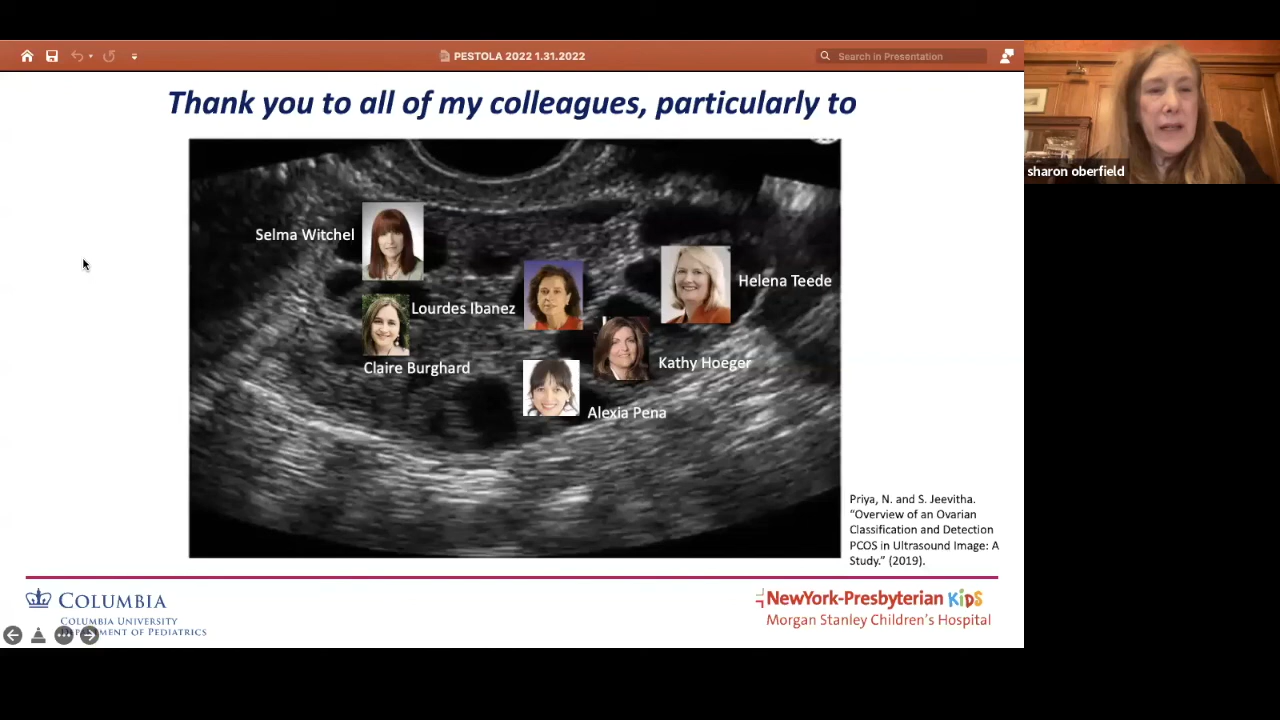 PESTOLA 2022 1.31.2022
Search in Presentation
Thank you to all of my colleagues, particularly to
sharon oberfield
Selma Witchel
Helena Teede
Lourdes Ibanez
Claire Burghard
Kathy Hoeger
Alexia Pena
Priya, N. and S. Jeevitha.
“Overview of an Ovarian
Classification and Detection
PCOS in Ultrasound Image: A
Study.” (2019).
COLUMBIA
COLUMBIA UNIVERSITY
DEPARTMENT OF PEDIATRICS
NewYork-Presbyterian KiDS
Morgan Stanley Children's Hospital